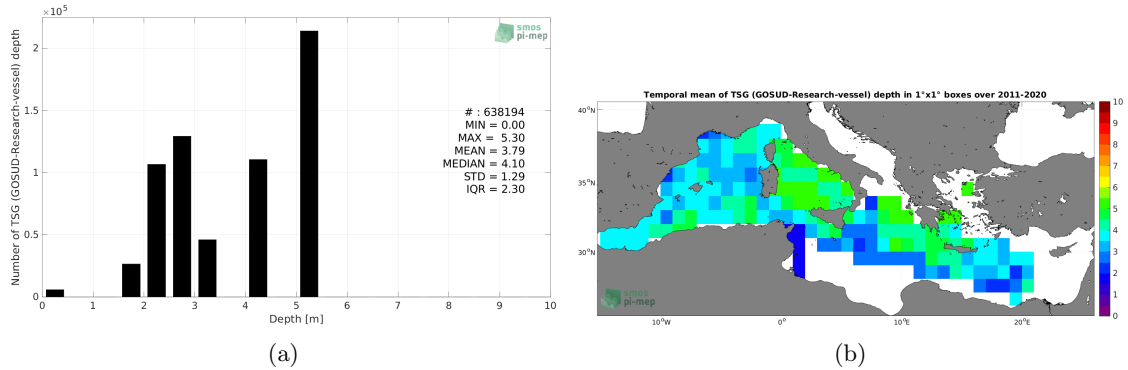 ×10⁵
smos
pi-mep
Number of TSG (GOSUD-Research-vessel) depth
2
1.5
1
0.5
0
# : 638194
MIN = 0.00
MAX = 5.30
MEAN = 3.79
MEDIAN = 4.10
STD = 1.29
IQR = 2.30
0 1 2 3 4 5 6 7 8 9 10
Depth [m]
(a)
Temporal mean of TSG (GOSUD-Research-vessel) depth in 1°x1° boxes over 2011-2020
40°N
35°N
30°N
10°W 0° 10°E 20°E
smos
pi-mep
10
9
8
7
6
5
4
3
2
1
0
(b)